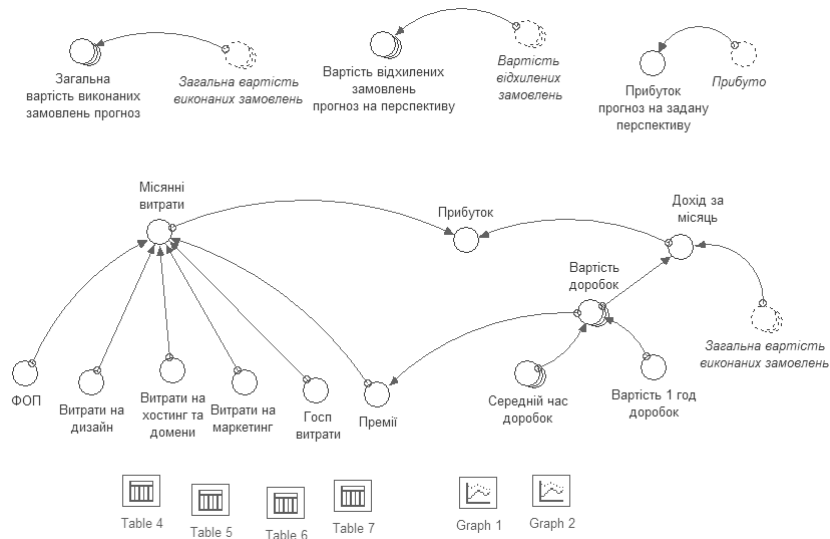 Загальна
вартість виконаних
замовлень прогноз
Загальна вартість
виконаних замовлень
Вартість відхилених
замовлень
прогноз на перспективу
Вартість
відхилених
замовлень
Прибуток
прогноз на задану
перспективу
Прибуто
Місянні
витрати
Прибуток
Дохід за
місяць
Вартість
доробок
Загальна вартість
виконаних замовлень
ФОП
Витрати на
дизайн
Витрати на
хостинг та
домени
Витрати на
маркетинг
Госп
витрати
Премії
Середній час
доробок
Вартість 1 год
доробок
Table 4
Table 5
Table 6
Table 7
Graph 1
Graph 2